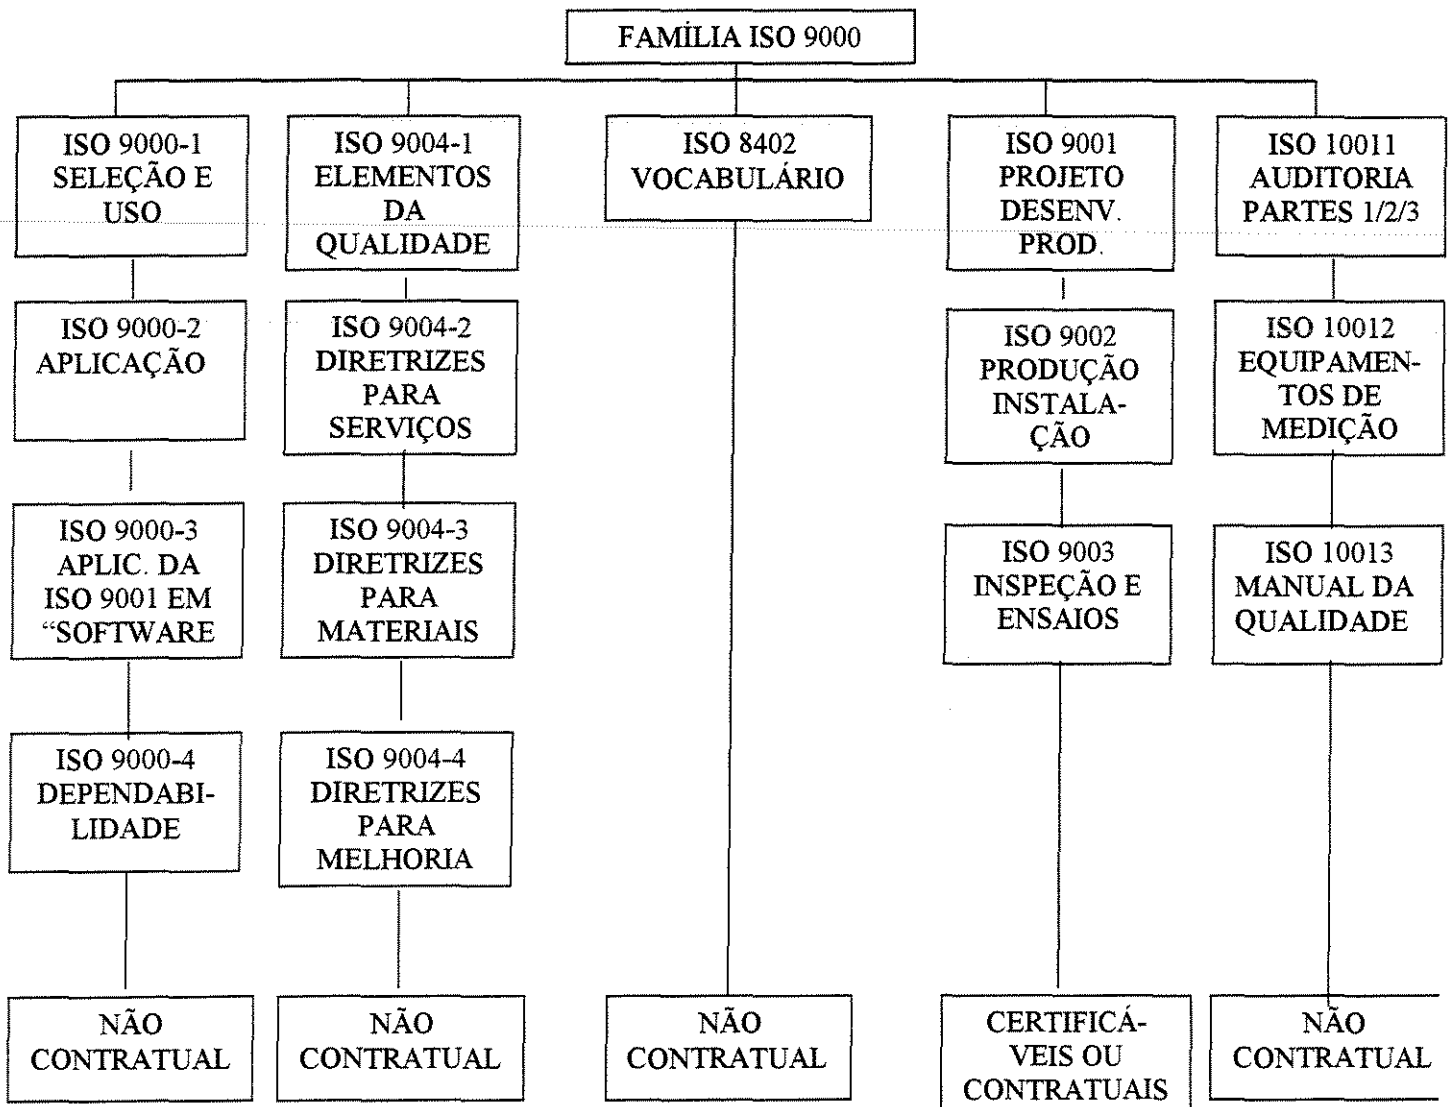 FAMÍLIA ISO 9000
ISO 9000-1
SELEÇÃO E
USO
ISO 9000-2
APLICAÇÃO
ISO 9000-3
APLIC. DA
ISO 9001 EM
“SOFTWARE
ISO 9000-4
DEPENDABI-
LIDADE
NÃO
CONTRATUAL
ISO 9004-1
ELEMENTOS
DA
QUALIDADE
ISO 9004-2
DIRETRIZES
PARA
SERVIÇOS
ISO 9004-3
DIRETRIZES
PARA
MATERIAIS
ISO 9004-4
DIRETRIZES
PARA
MELHORIA
NÃO
CONTRATUAL
ISO 8402
VOCABULÁRIO
NÃO
CONTRATUAL
ISO 9001
PROJETO
DESENV.
PROD.
ISO 9002
PRODUÇÃO
INSTALA-
ÇÃO
ISO 9003
INSPEÇÃO E
ENSAIOS
CERTIFICÁ-
VEIS OU
CONTRATUAIS
ISO 10011
AUDITORIA
PARTES 1/2/3
ISO 10012
EQUIPAMEN-
TOS DE
MEDIÇÃO
ISO 10013
MANUAL DA
QUALIDADE
NÃO
CONTRATUAL